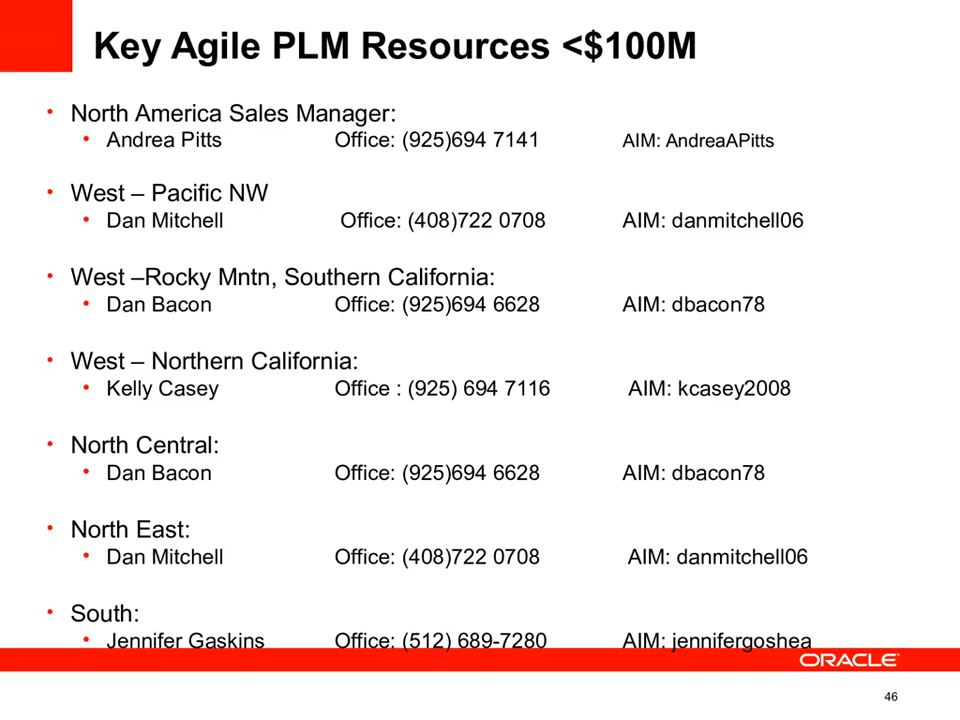 Key Agile PLM Resources <$100M
• North America Sales Manager:
• Andrea Pitts Office: (925)694 7141 AIM: AndreaAPitts
• West – Pacific NW
• Dan Mitchell Office: (408)722 0708 AIM: danmitchell06
• West –Rocky Mntn, Southern California:
• Dan Bacon Office: (925)694 6628 AIM: dbacon78
• West – Northern California:
• Kelly Casey Office : (925) 694 7116 AIM: kcasey2008
• North Central:
• Dan Bacon Office: (925)694 6628 AIM: dbacon78
• North East:
• Dan Mitchell Office: (408)722 0708 AIM: danmitchell06
• South:
• Jennifer Gaskins Office: (512) 689-7280 AIM: jennifergoshea
ORACLE
46